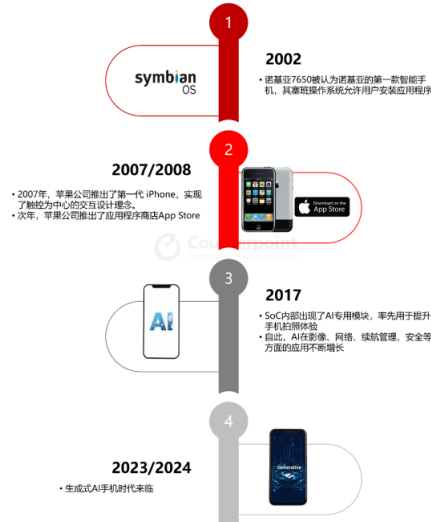 1
symbian
OS
2002
• 诺基亚7650被认为诺基亚的第一款智能手
机，其塞班操作系统允许用户安装应用程序
2
2007/2008
• 2007年，苹果公司推出了第一代 iPhone，实现
了触控为中心的交互设计理念。
• 次年，苹果公司推出了应用程序商店App Store
Download on the
App Store
Counterpoint
3
AI
2017
• SoC内部出现了AI专用模块，率先用于提升
手机拍照体验
• 自此，AI在影像、网络、续航管理、安全等
方面的应用不断增长
4
2023/2024
• 生成式AI手机时代来临
Generative